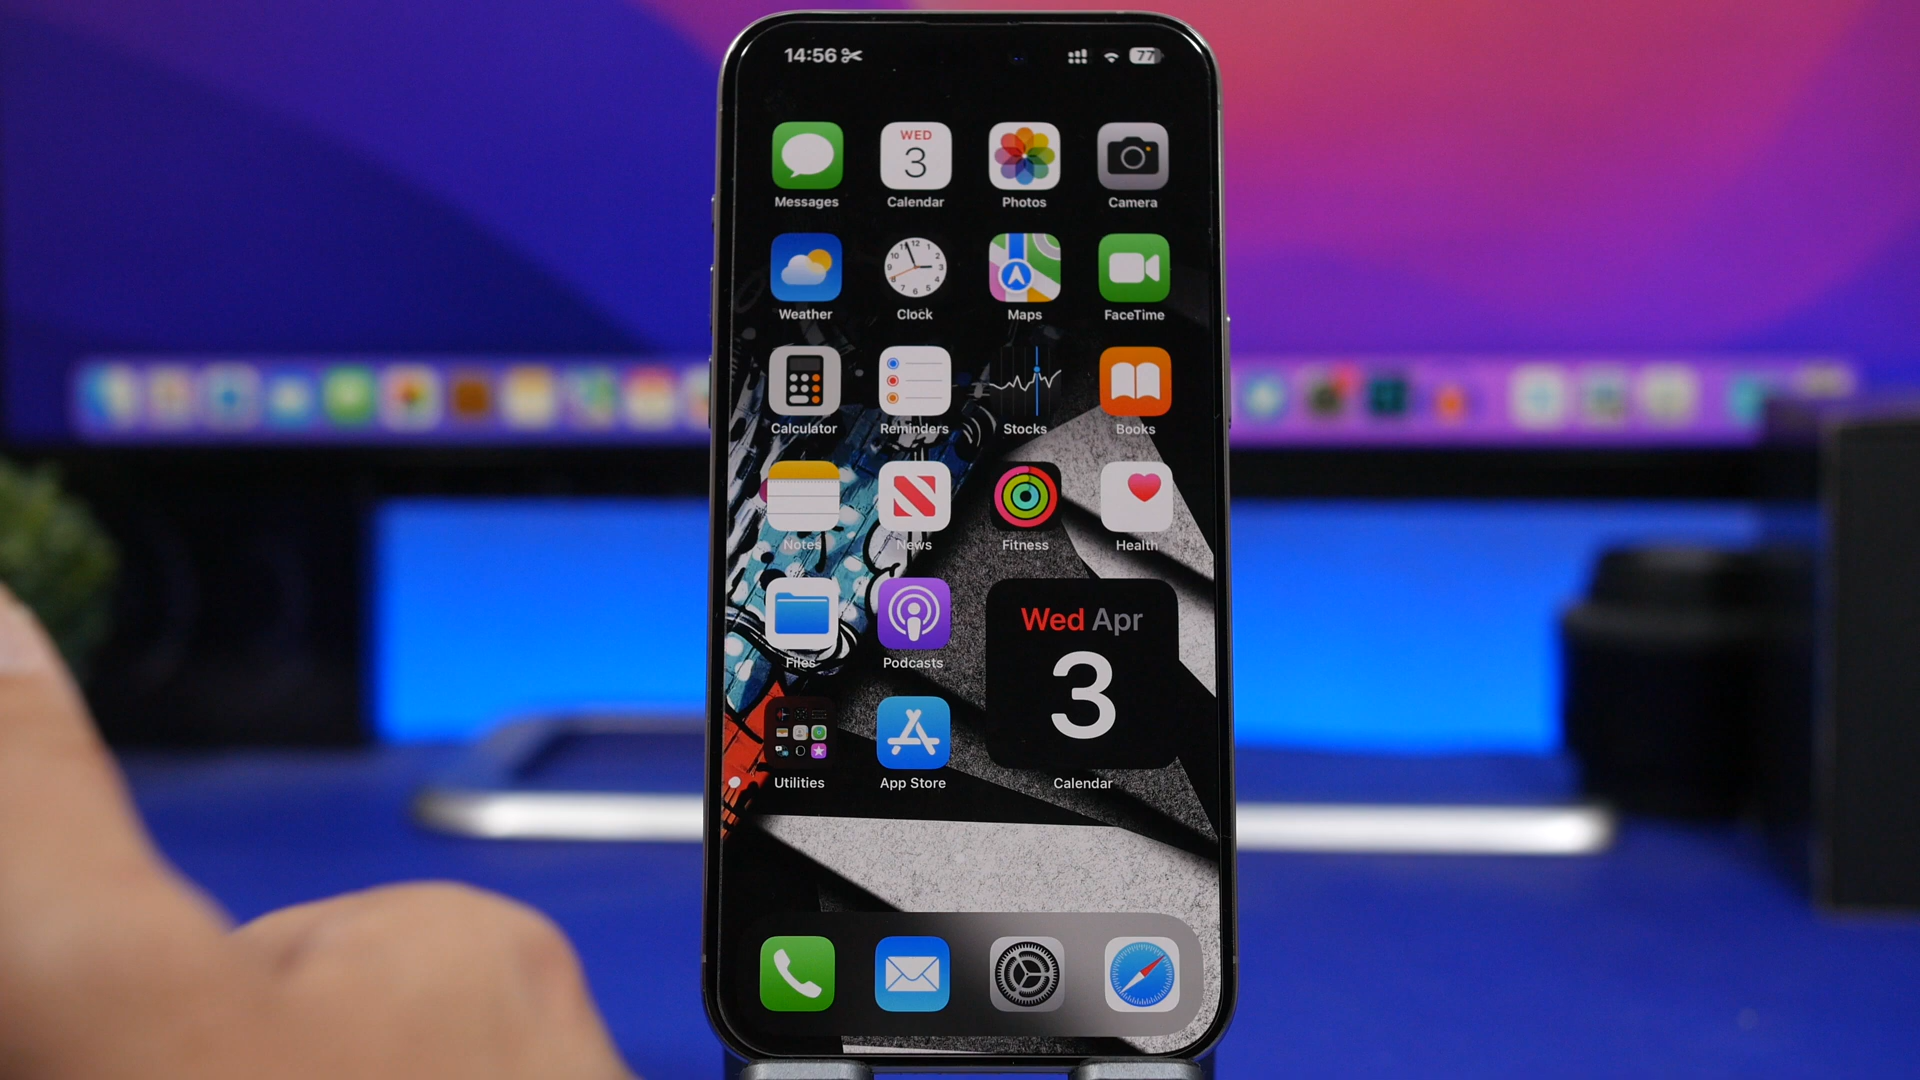 14:56
77
WED
3
Messages
Calendar
Photos
Camera
Weather
Clock
Maps
FaceTime
Calculator
Reminders
Stocks
Books
Notes
News
Fitness
Health
Files
Podcasts
Wed Apr
3
Utilities
App Store
Calendar